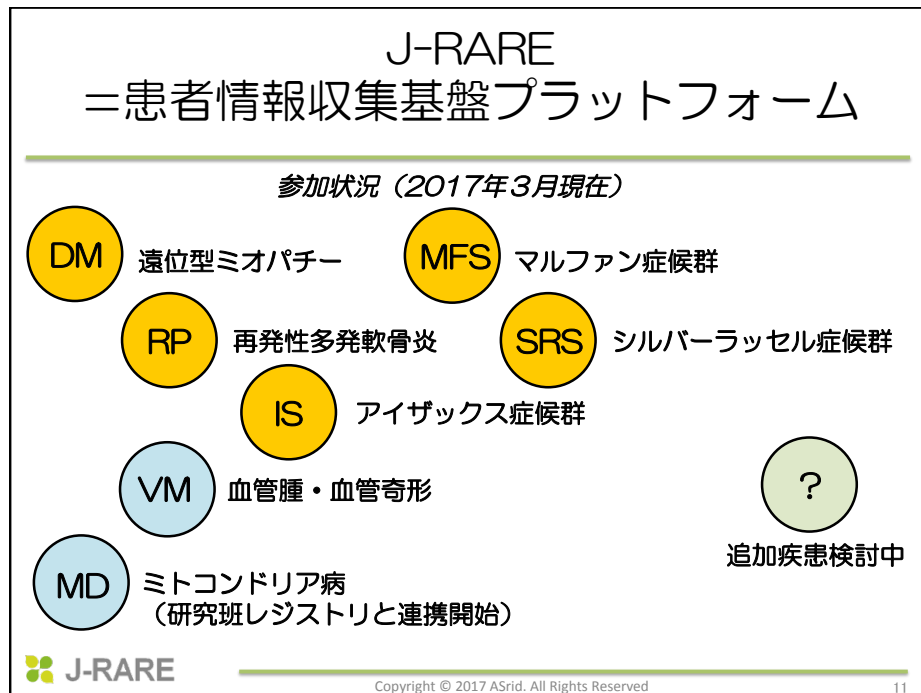 J-RARE
＝患者情報収集基盤プラットフォーム
参加状況（2017年3月現在）
DM 遠位型ミオパチー
MFS マルファン症候群
RP 再発性多発軟骨炎
SRS シルバーラッセル症候群
IS アイザックス症候群
VM 血管腫・血管奇形
?
追加疾患検討中
MD ミトコンドリア病
（研究班レジストリと連携開始）
J-RARE
Copyright © 2017 ASrid. All Rights Reserved
11